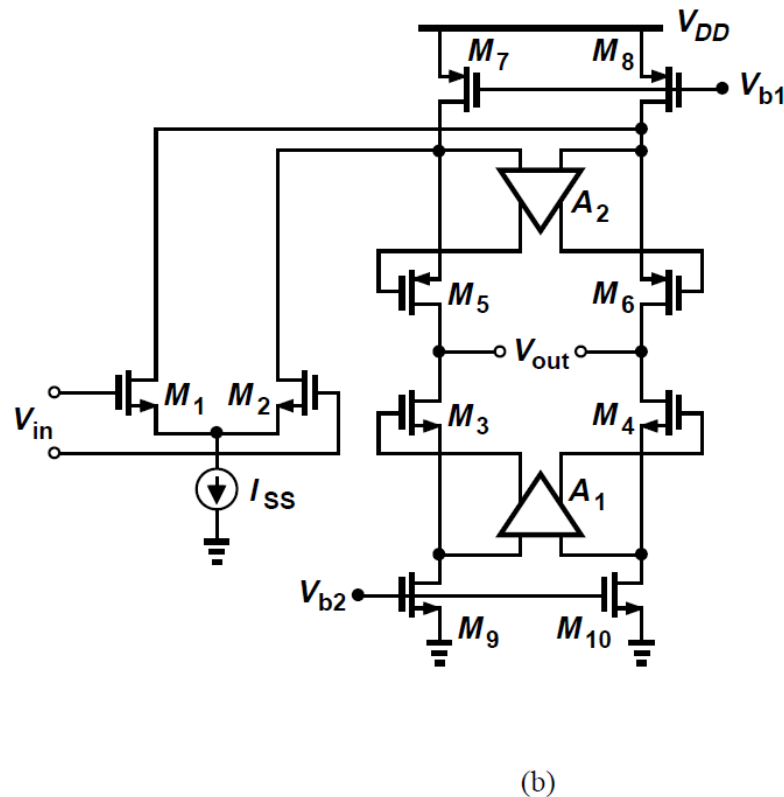 V_DD
M_7
M_8
V_b1
A_2
M_5
M_6
V_out
V_in
M_1
M_2
M_3
M_4
I_SS
A_1
V_b2
M_9
M_10
(b)